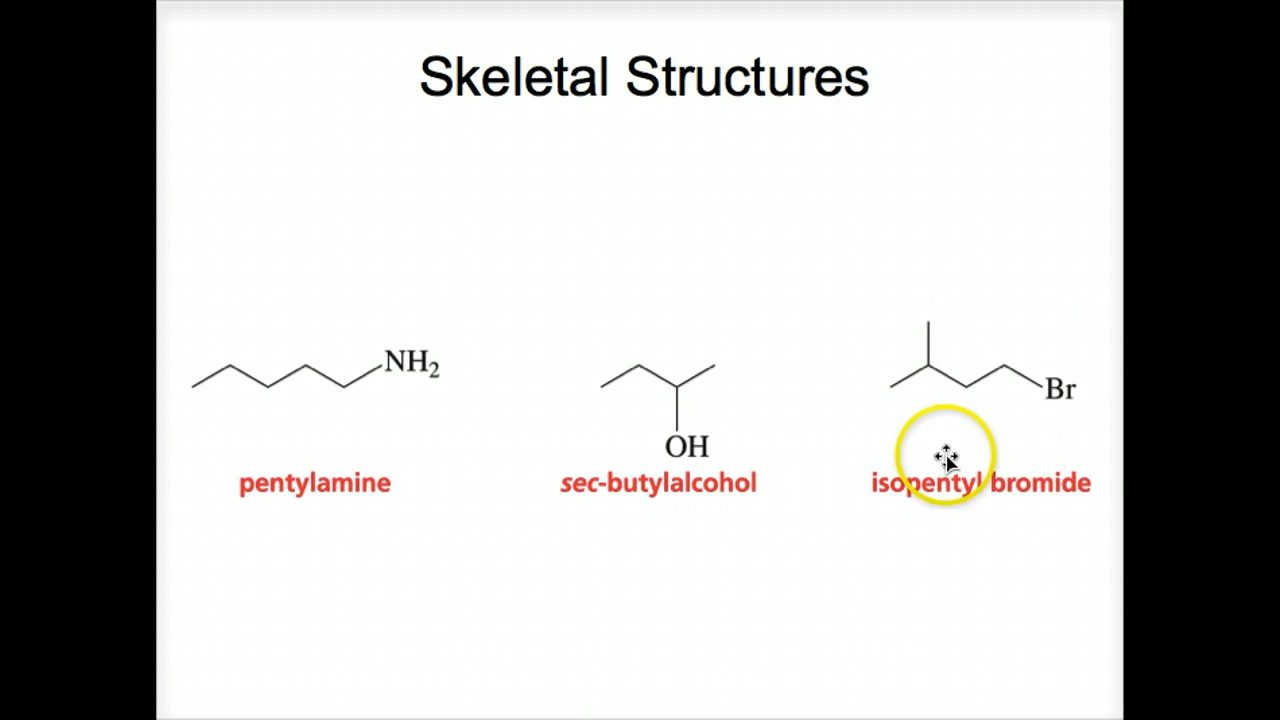 Skeletal Structures
NH₂
OH
Br
pentylamine
sec-butylalcohol
isopentyl bromide